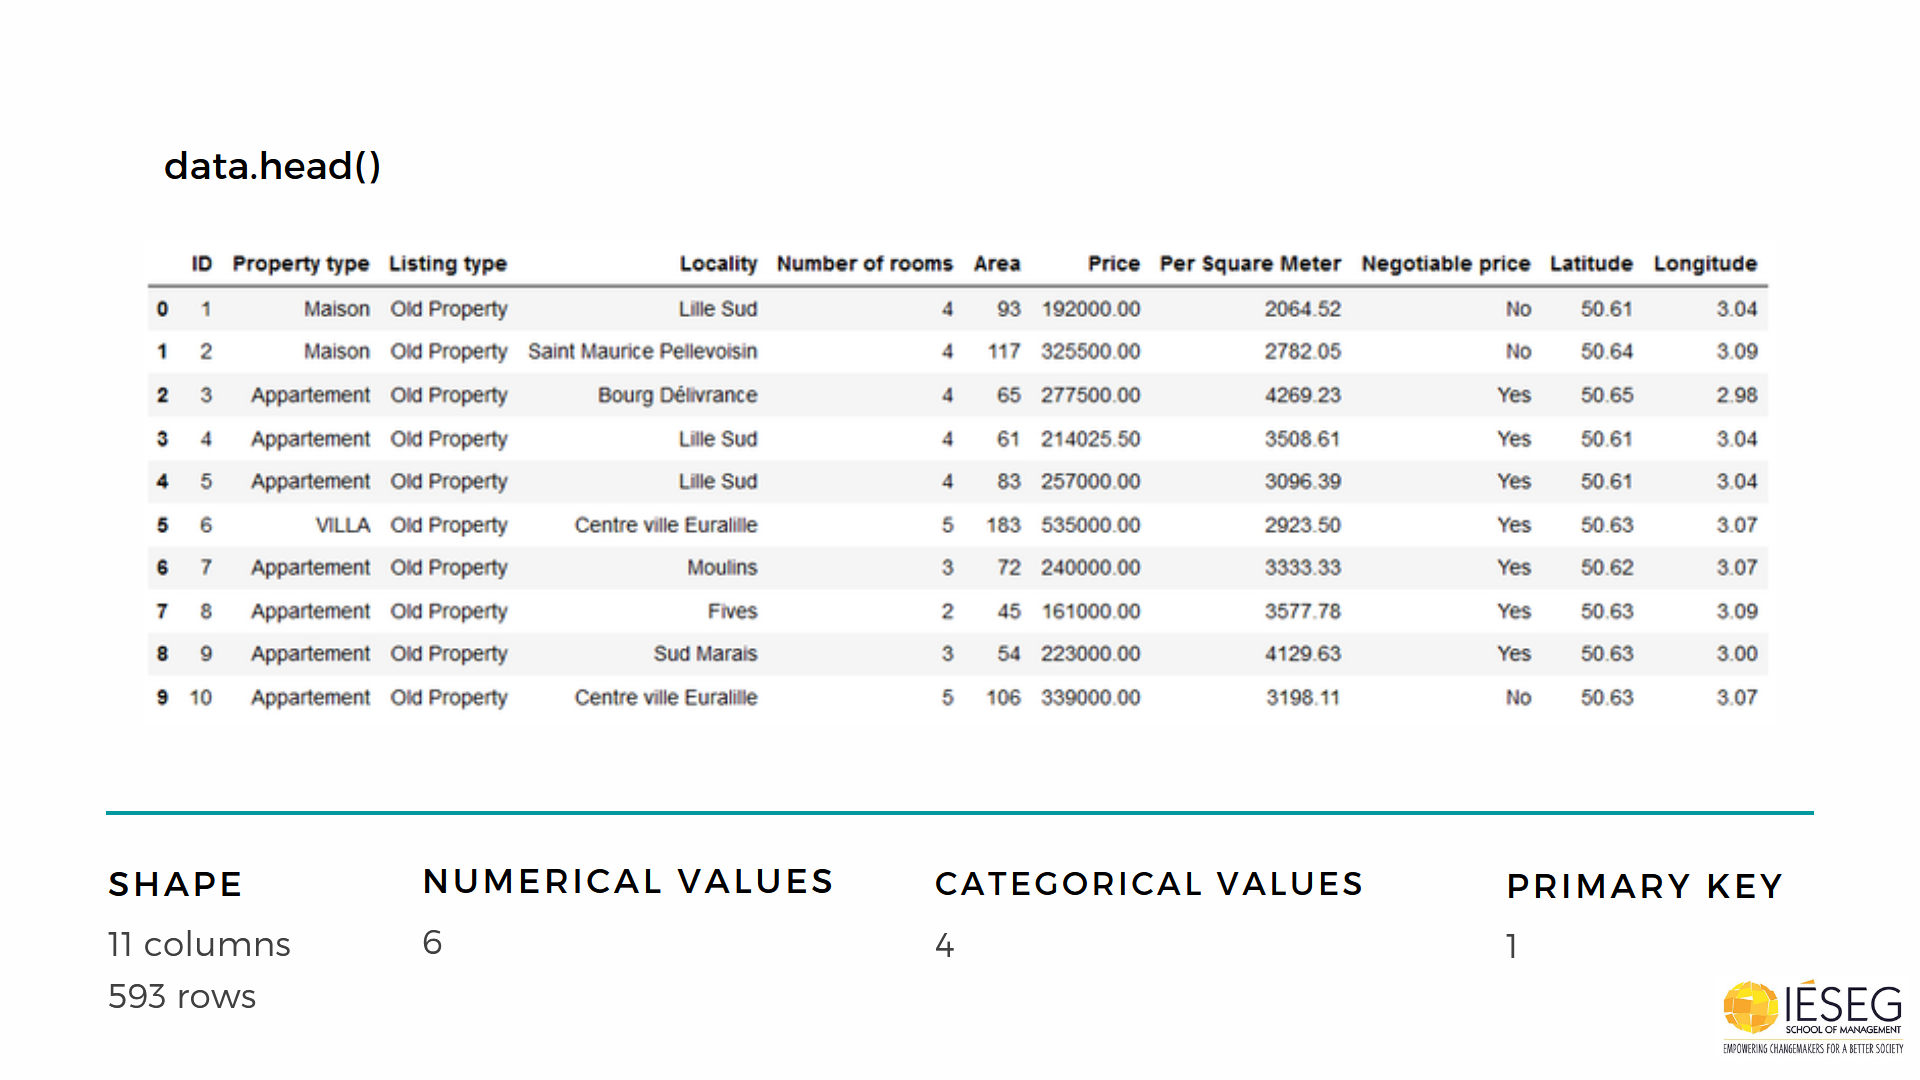 data.head()
ID Property type Listing type Locality Number of rooms Area Price Per Square Meter Negotiable price Latitude Longitude
0 1 Maison Old Property Lille Sud 4 93 192000.00 2064.52 No 50.61 3.04
1 2 Maison Old Property Saint Maurice Pellevoisin 4 117 325500.00 2782.05 No 50.64 3.09
2 3 Appartement Old Property Bourg Délivrance 4 65 277500.00 4269.23 Yes 50.65 2.98
3 4 Appartement Old Property Lille Sud 4 61 214025.50 3508.61 Yes 50.61 3.04
4 5 Appartement Old Property Lille Sud 4 83 257000.00 3096.39 Yes 50.61 3.04
5 6 VILLA Old Property Centre ville Euralille 5 183 535000.00 2923.50 Yes 50.63 3.07
6 7 Appartement Old Property Moulins 3 72 240000.00 3333.33 Yes 50.62 3.07
7 8 Appartement Old Property Fives 2 45 161000.00 3577.78 Yes 50.63 3.09
8 9 Appartement Old Property Sud Marais 3 54 223000.00 4129.63 Yes 50.63 3.00
9 10 Appartement Old Property Centre ville Euralille 5 106 339000.00 3198.11 No 50.63 3.07
SHAPE
11 columns
593 rows
NUMERICAL VALUES
6
CATEGORICAL VALUES
4
PRIMARY KEY
1
IÉSEG
SCHOOL OF MANAGEMENT
EMPOWERING CHANGEMAKERS FOR A BETTER SOCIETY